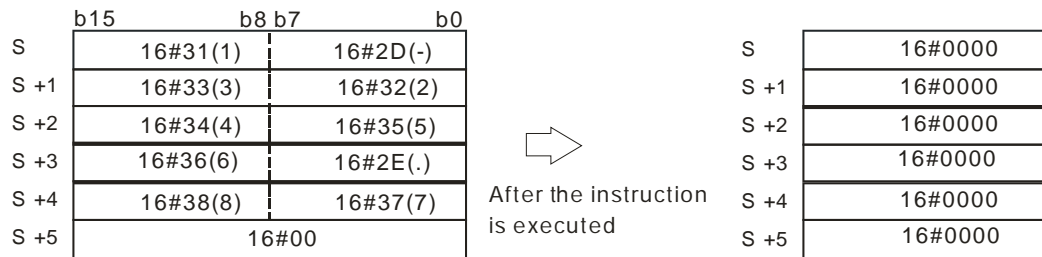 b15 b8 b7 b0
S 16#31(1) 16#2D(-) S 16#0000
S +1 16#33(3) 16#32(2) S +1 16#0000
S +2 16#34(4) 16#35(5) S +2 16#0000
S +3 16#36(6) 16#2E(.) S +3 16#0000
S +4 16#38(8) 16#37(7) After the instruction S +4 16#0000
S +5 16#00 is executed S +5 16#0000